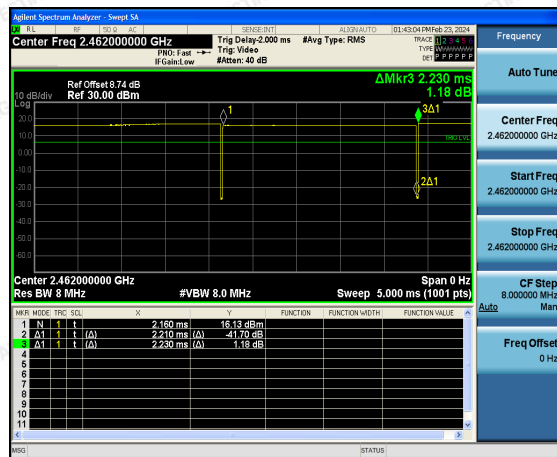 Agilent Spectrum Analyzer - Swept SA
RL RF 50 Ω AC SENSE:INT ALIGNAUTO 01:43:04 PM Feb 23, 2024
Center Freq 2.462000000 GHz
PNO: Fast
IFGain:Low
Trig Delay-2.000 ms
Trig: Video
#Atten: 40 dB
#Avg Type: RMS
TRACE 1 2 3 4 5 6
TYPE W
DET P P P P P P
Frequency
Auto Tune
Center Freq
2.462000000 GHz
Start Freq
2.462000000 GHz
Stop Freq
2.462000000 GHz
CF Step
8.000000 MHz
Auto Man
Freq Offset
0 Hz
Ref Offset 8.74 dB
10 dB/div Ref 30.00 dBm
ΔMkr3 2.230 ms
1.18 dB
Log
20.0
10.0
0.00
-10.0
-20.0
-30.0
-40.0
-50.0
-60.0
1
3Δ1
TRIG LVL
2Δ1
Center 2.462000000 GHz Span 0 Hz
Res BW 8 MHz #VBW 8.0 MHz Sweep 5.000 ms (1001 pts)
MKR MODE TRC SCL X Y FUNCTION FUNCTION WIDTH FUNCTION VALUE
1 N 1 t 2.160 ms 16.13 dBm
2 Δ1 1 t (Δ) 2.210 ms (Δ) -41.70 dB
3 Δ1 1 t (Δ) 2.230 ms (Δ) 1.18 dB
4
5
6
7
8
9
10
11
MSG STATUS